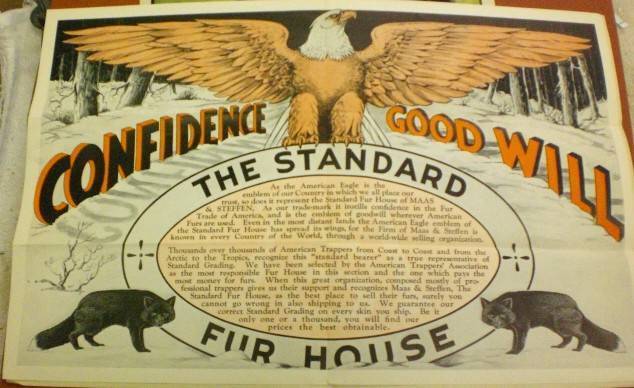 CONFIDENCE
GOOD WILL
THE STANDARD
As the American Eagle is the
emblem of our Country in which we all place our
trust, so does it represent the Standard Fur House of MAAS
& STEFFEN. As our trade-mark it instills confidence in the Fur
Trade of America, and is the emblem of goodwill wherever American
Furs are used. Even in the most distant lands the American Eagle emblem of
the Standard Fur House has spread its wings, for the Firm of Maas & Steffen is
known in every Country of the World, through a world-wide selling organization.
Thousands over thousands of American Trappers from Coast to Coast and from the
Arctic to the Tropics, recognize this "standard bearer" as a true representative of
Standard Grading. We have been selected by the American Trappers' Association
as the most responsible Fur House in this section and the one which pays the
most money for furs. When this great organization, composed mostly of pro-
fessional trappers gives us their support and recognizes Maas & Steffen, The
Standard Fur House, as the best place to sell their furs, surely you
cannot go wrong in also shipping to us. We guarantee our
correct Standard Grading on every skin you ship. Be it
only one or a thousand, you will find our
prices the best obtainable.
FUR HOUSE